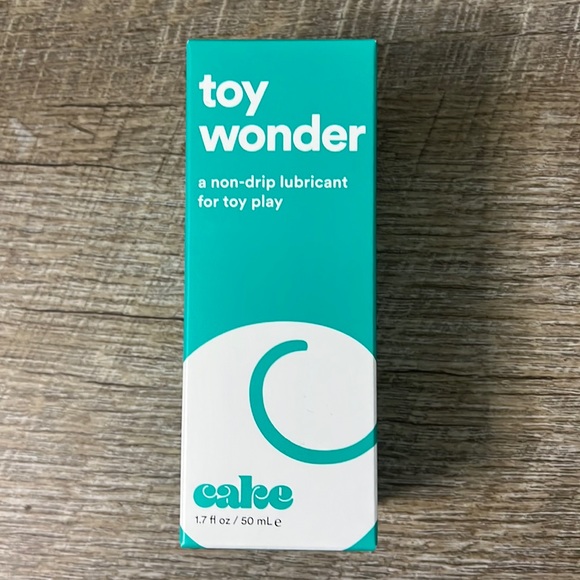 toy
wonder
a non-drip lubricant
for toy play
cake
1.7 fl oz / 50 mL ℮